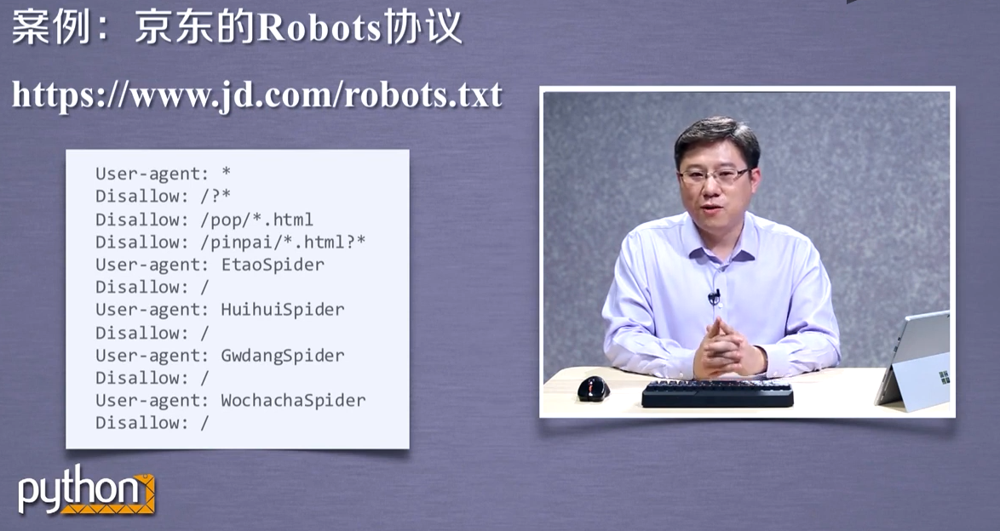 案例：京东的Robots协议
https://www.jd.com/robots.txt
User-agent: *
Disallow: /?*
Disallow: /pop/*.html
Disallow: /pinpai/*.html?*
User-agent: EtaoSpider
Disallow: /
User-agent: HuihuiSpider
Disallow: /
User-agent: GwdangSpider
Disallow: /
User-agent: WochachaSpider
Disallow: /
python